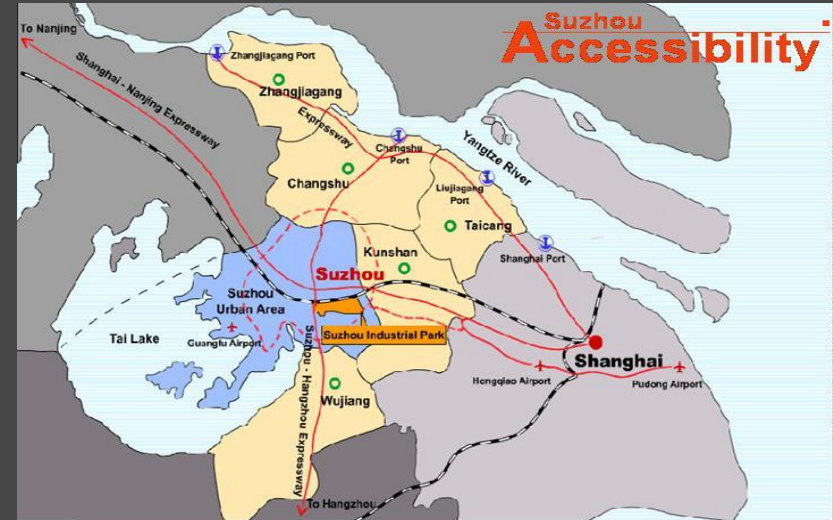 Suzhou
Accessibility
To Nanjing
Shanghai - Nanjing Expressway
Zhangjiagang Port
Zhangjiagang
Expressway
Changshu
Port
Yangtze River
Changshu
Liujiagang
Port
Taicang
Kunshan
Shanghai Port
Suzhou
Suzhou
Urban Area
Tai Lake
Guangfu Airport
Suzhou Industrial Park
Shanghai
Hongqiao Airport
Pudong Airport
Suzhou - Hangzhou Expressway
Wujiang
To Hangzhou